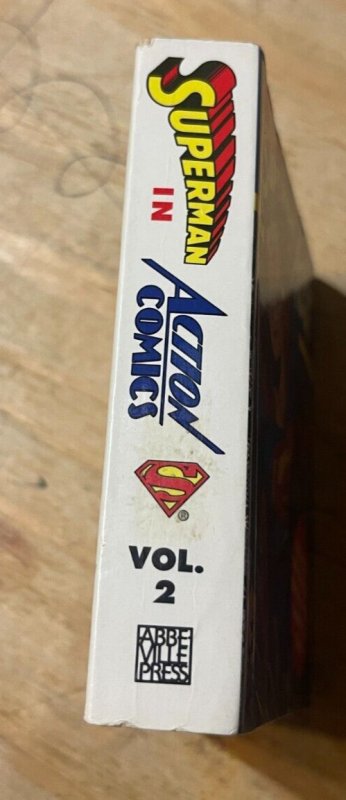 SUPERMAN
IN
ACTION
COMICS
S®
VOL.
2
ABBE
VILLE
PRESS